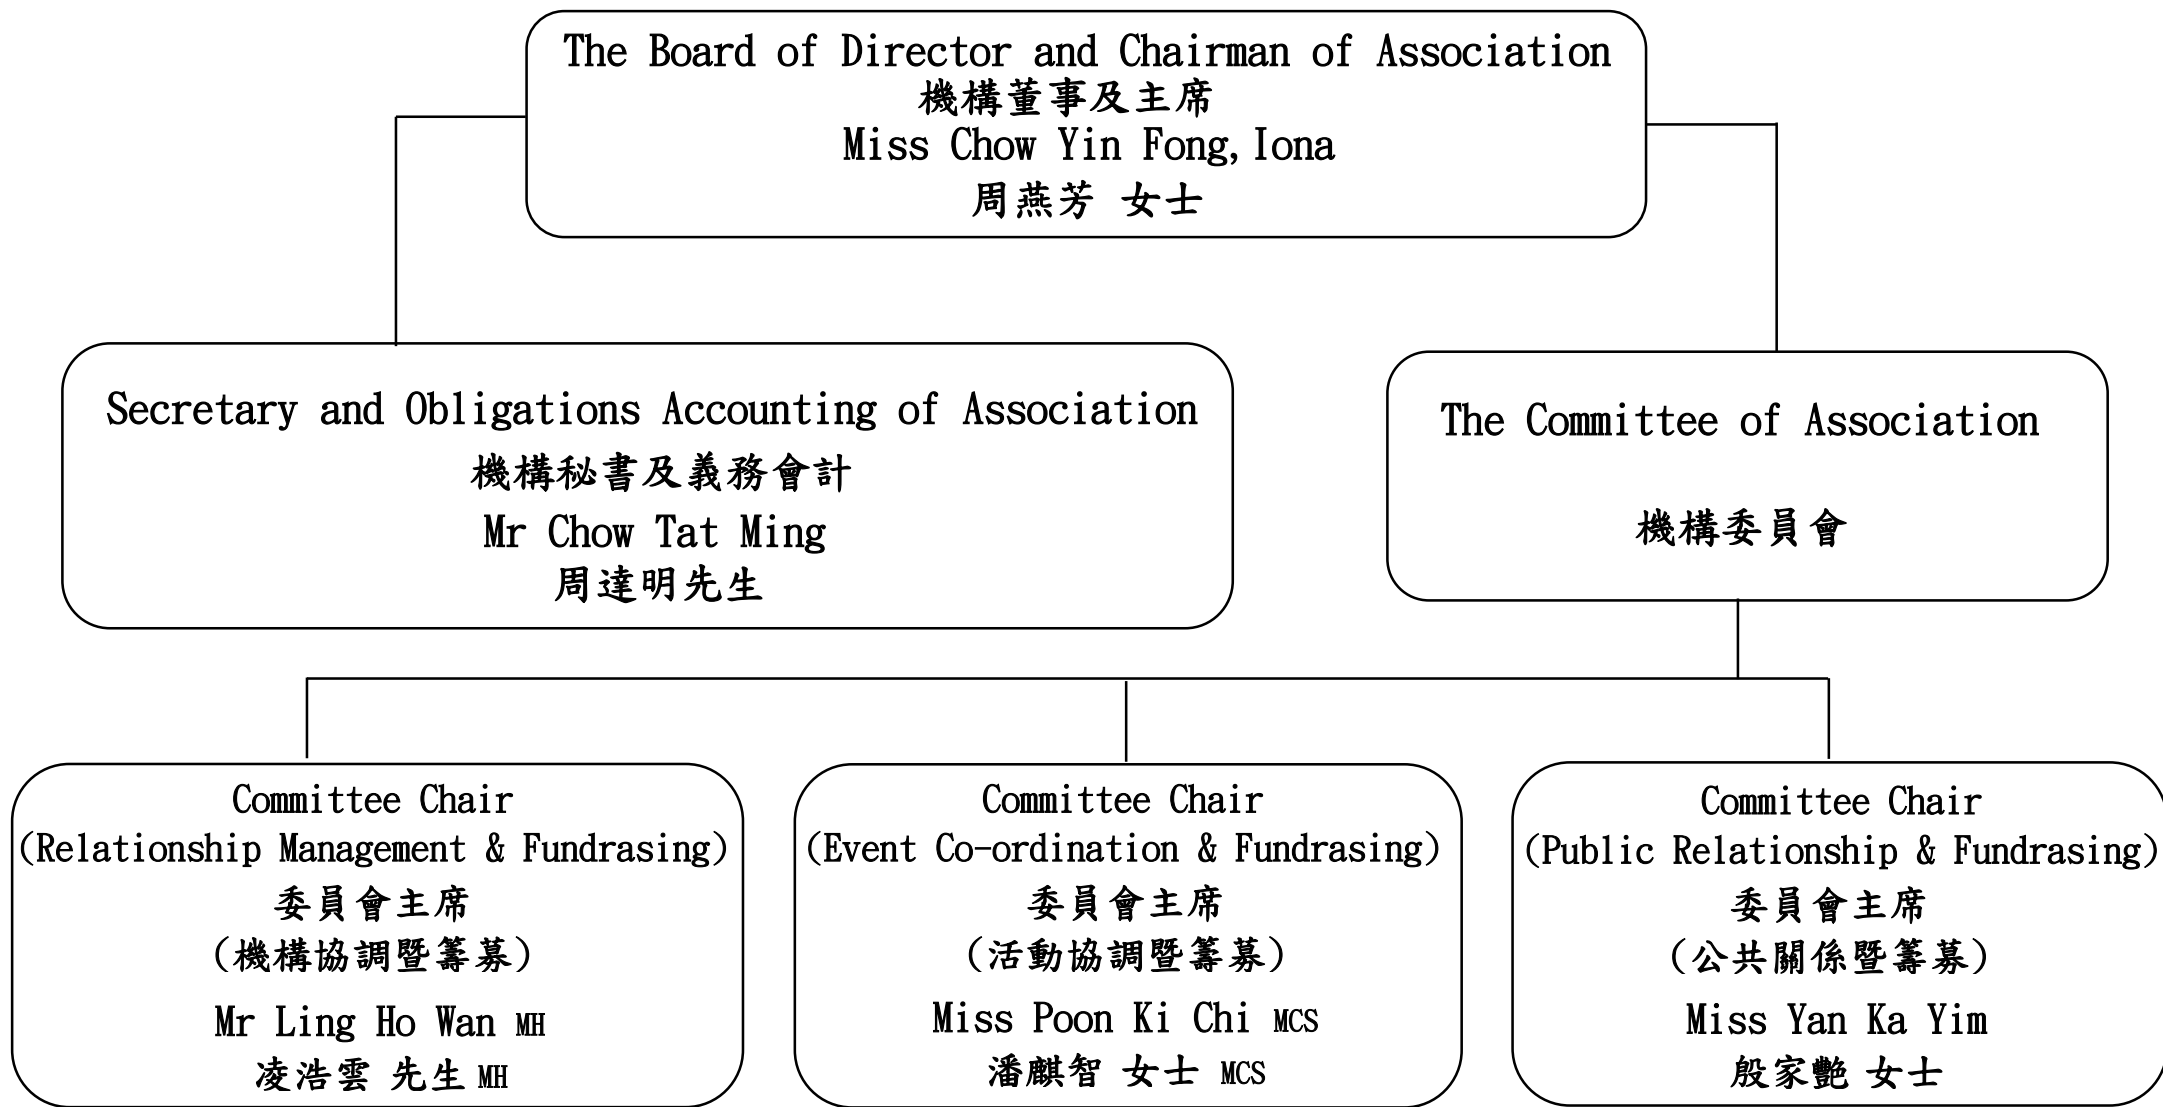 The Board of Director and Chairman of Association
機構董事及主席
Miss Chow Yin Fong,Iona
周燕芳 女士
Secretary and Obligations Accounting of Association
機構秘書及義務會計
Mr Chow Tat Ming
周達明先生
The Committee of Association
機構委員會
Committee Chair
(Relationship Management & Fundrasing)
委員會主席
(機構協調暨籌募)
Mr Ling Ho Wan MH
凌浩雲 先生 MH
Committee Chair
(Event Co-ordination & Fundrasing)
委員會主席
(活動協調暨籌募)
Miss Poon Ki Chi MCS
潘麒智 女士 MCS
Committee Chair
(Public Relationship & Fundrasing)
委員會主席
(公共關係暨籌募)
Miss Yan Ka Yim
殷家艷 女士